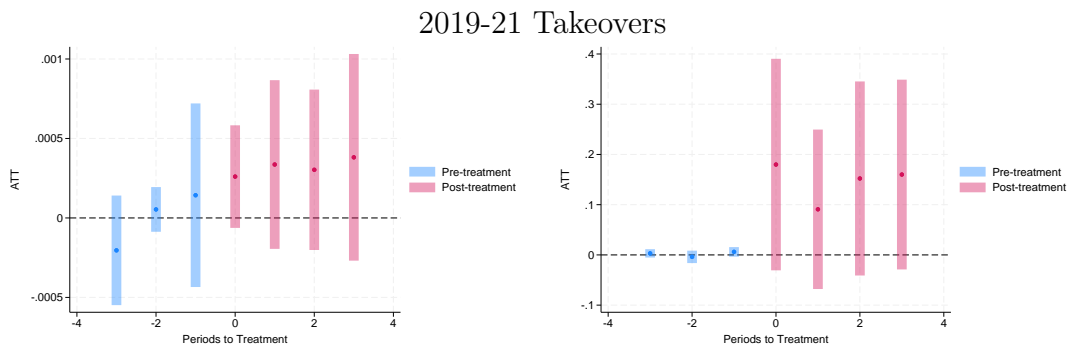 2019-21 Takeovers
.001
.0005
0
-.0005
ATT
-4
-2
0
2
4
Periods to Treatment
Pre-treatment
Post-treatment
.4
.3
.2
.1
0
-.1
ATT
-4
-2
0
2
4
Periods to Treatment
Pre-treatment
Post-treatment